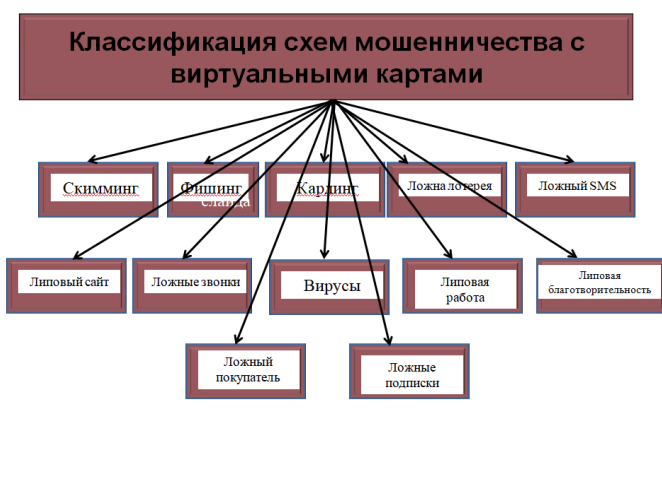 Классификация схем мошенничества с
виртуальными картами
Скимминг
Фишинг
Кардинг
Ложна лотерея
Ложный SMS
Липовый сайт
Ложные звонки
Вирусы
Липовая
работа
Липовая
благотворительность
Ложный
покупатель
Ложные
подписки